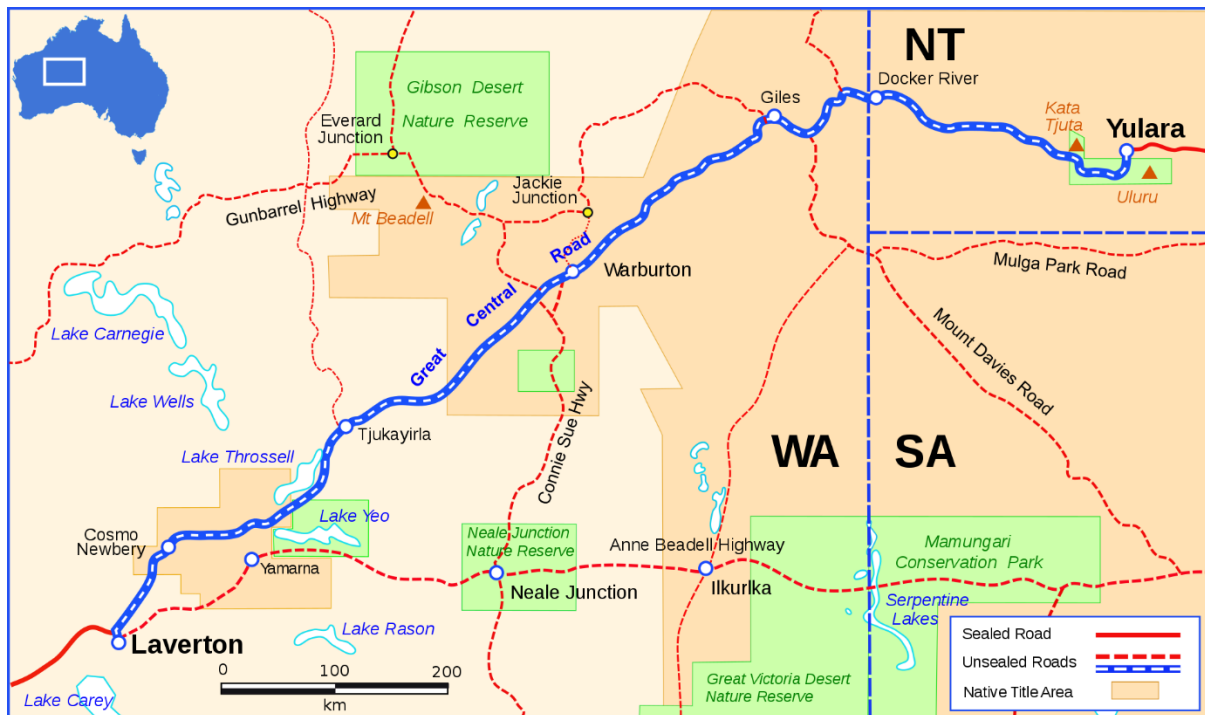 NT
Docker River
Giles
Kata
Tjuta
Yulara
Uluru
Gibson Desert
Nature Reserve
Everard
Junction
Jackie
Junction
Gunbarrel Highway
Mt Beadell
Great Central Road
Warburton
Mulga Park Road
Mount Davies Road
Lake Carnegie
Lake Wells
Tjukayirla
Connie Sue Hwy
WA
SA
Lake Throssell
Lake Yeo
Cosmo
Newbery
Yamarna
Neale Junction
Nature Reserve
Neale Junction
Anne Beadell Highway
Ilkurlka
Mamungari
Conservation Park
Serpentine
Lakes
Laverton
Lake Rason
Lake Carey
0 100 200
km
Great Victoria Desert
Nature Reserve
Sealed Road
Unsealed Roads
Native Title Area